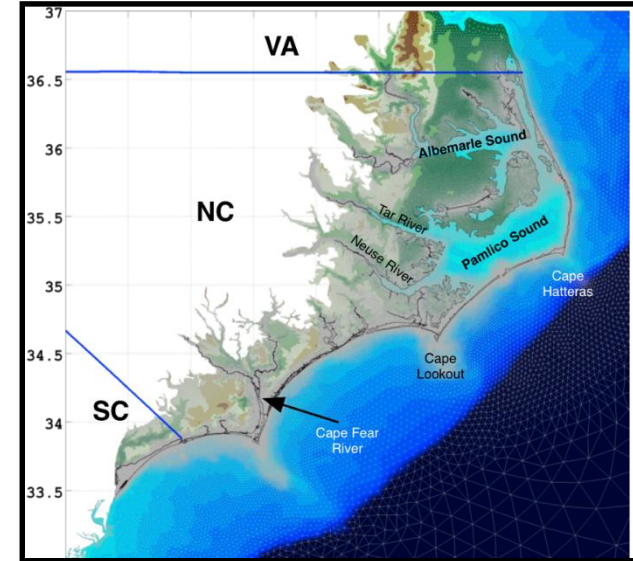 37
VA
36.5
Albemarle Sound
36
NC
Tar River
35.5
Neuse River
Pamlico Sound
35
Cape
Hatteras
34.5
Cape
Lookout
SC
34
Cape Fear
River
33.5